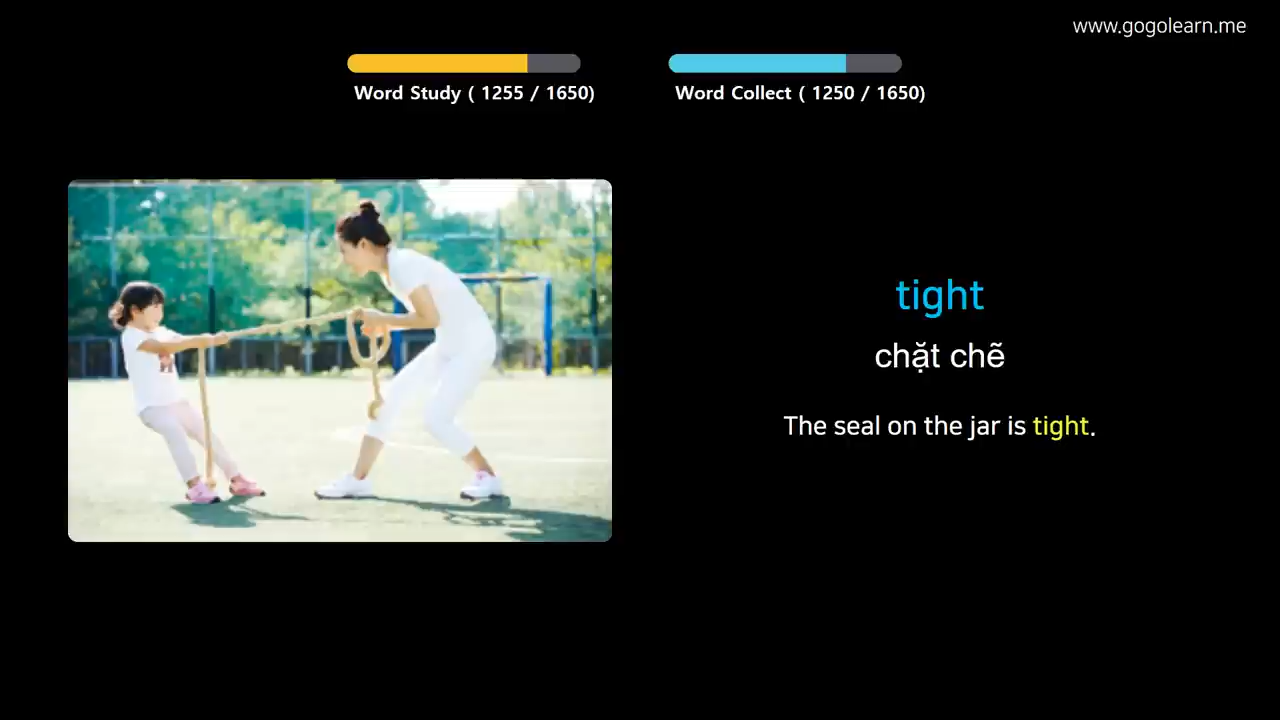 www.gogolearn.me
Word Study ( 1255 / 1650)
Word Collect ( 1250 / 1650)
tight
chặt chẽ
The seal on the jar is tight.